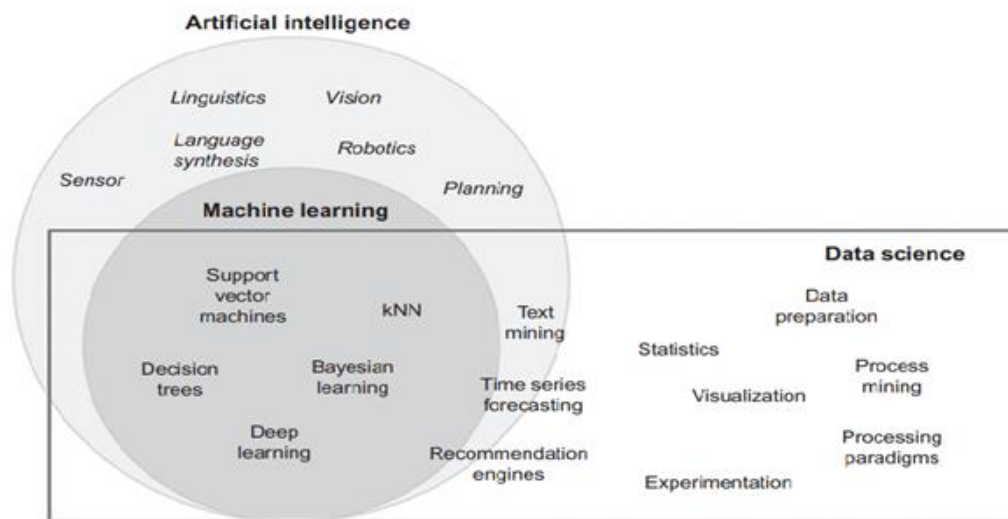 Artificial intelligence
Linguistics
Vision
Language
synthesis
Robotics
Sensor
Planning
Machine learning
Data science
Support
vector
machines
kNN
Text
mining
Data
preparation
Statistics
Decision
trees
Bayesian
learning
Time series
forecasting
Visualization
Process
mining
Deep
learning
Recommendation
engines
Processing
paradigms
Experimentation